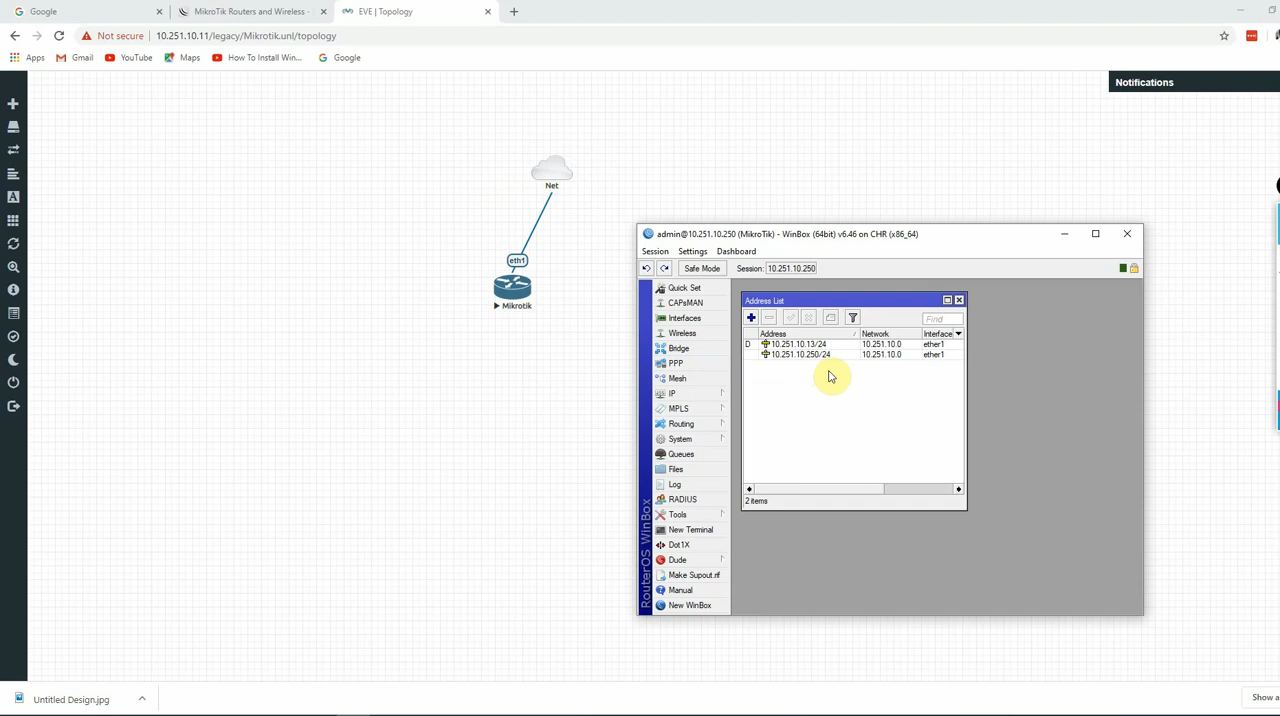 Google
MikroTik Routers and Wireless -
EVE | Topology
Not secure
10.251.10.11/legacy/Mikrotik.unl/topology
Apps
Gmail
YouTube
Maps
How To Install Win...
Google
Notifications
Net
eth1
Mikrotik
admin@10.251.10.250 (MikroTik) - WinBox (64bit) v6.46 on CHR (x86_64)
Session Settings Dashboard
Safe Mode Session: 10.251.10.250
Quick Set
CAPsMAN
Interfaces
Wireless
Bridge
PPP
Mesh
IP
MPLS
Routing
System
Queues
Files
Log
RADIUS
Tools
New Terminal
Dot1X
Dude
Make Supout.rif
Manual
New WinBox
RouterOS WinBox
Address List
Find
Address Network Interface
D 10.251.10.13/24 10.251.10.0 ether1
10.251.10.250/24 10.251.10.0 ether1
2 items
Untitled Design.jpg
Show a